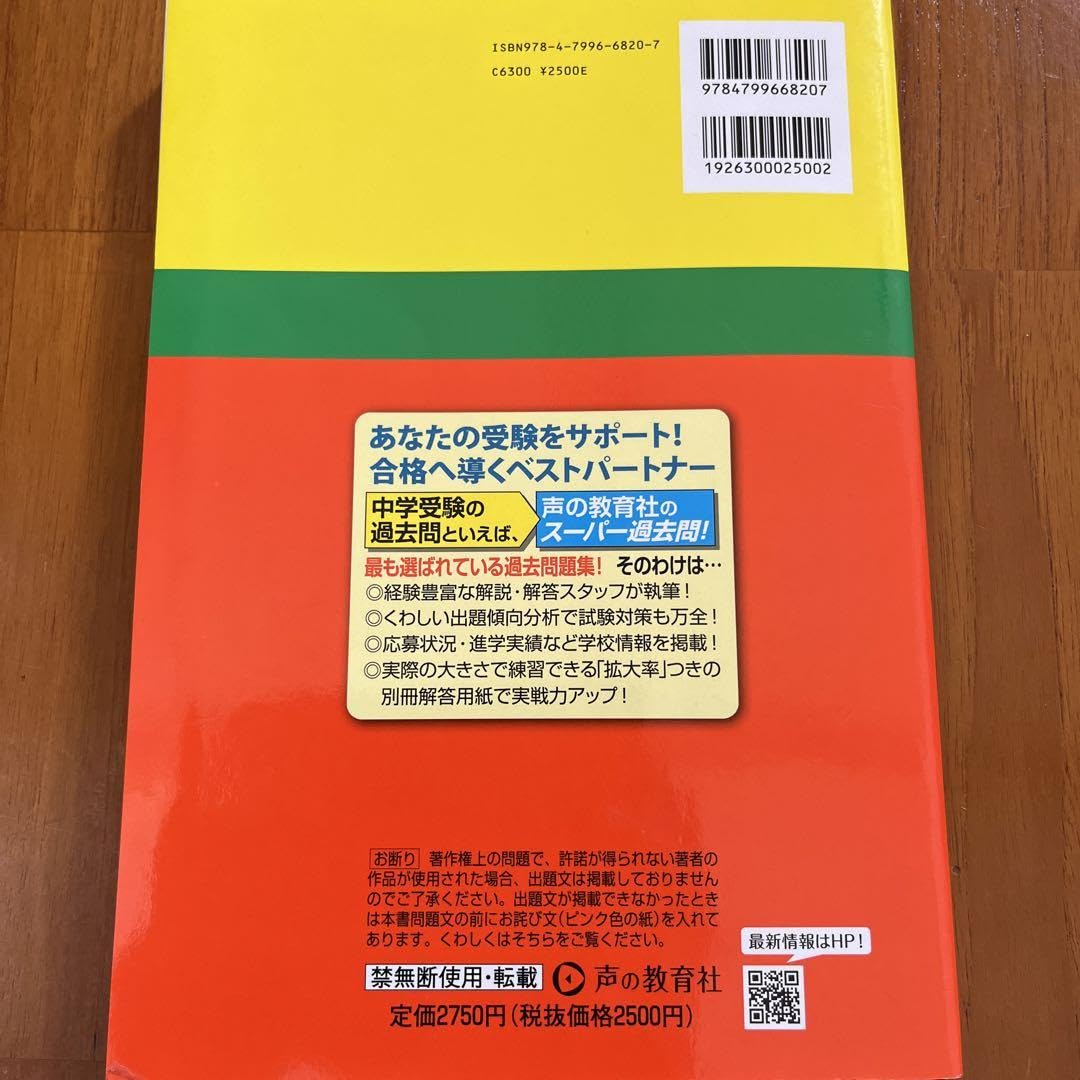 ISBN978-4-7996-6820-7
C6300 ¥2500E
9784799668207
1926300025002
あなたの受験をサポート！
合格へ導くベストパートナー
中学受験の
過去問といえば、
声の教育社の
スーパー過去問！
最も選ばれている過去問題集！ そのわけは…
◎経験豊富な解説・解答スタッフが執筆！
◎くわしい出題傾向分析で試験対策も万全！
◎応募状況・進学実績など学校情報を掲載！
◎実際の大きさで練習できる「拡大率」つきの
別冊解答用紙で実戦力アップ！
お断り 著作権上の問題で、許諾が得られない著者の
作品が使用された場合、出題文は掲載しておりません
のでご了承ください。出題文が掲載できなかったとき
は本書問題文の前にお詫び文（ピンク色の紙）を入れて
あります。くわしくはそちらをご覧ください。
最新情報はHP！
禁無断使用・転載 声の教育社
定価2750円（税抜価格2500円）